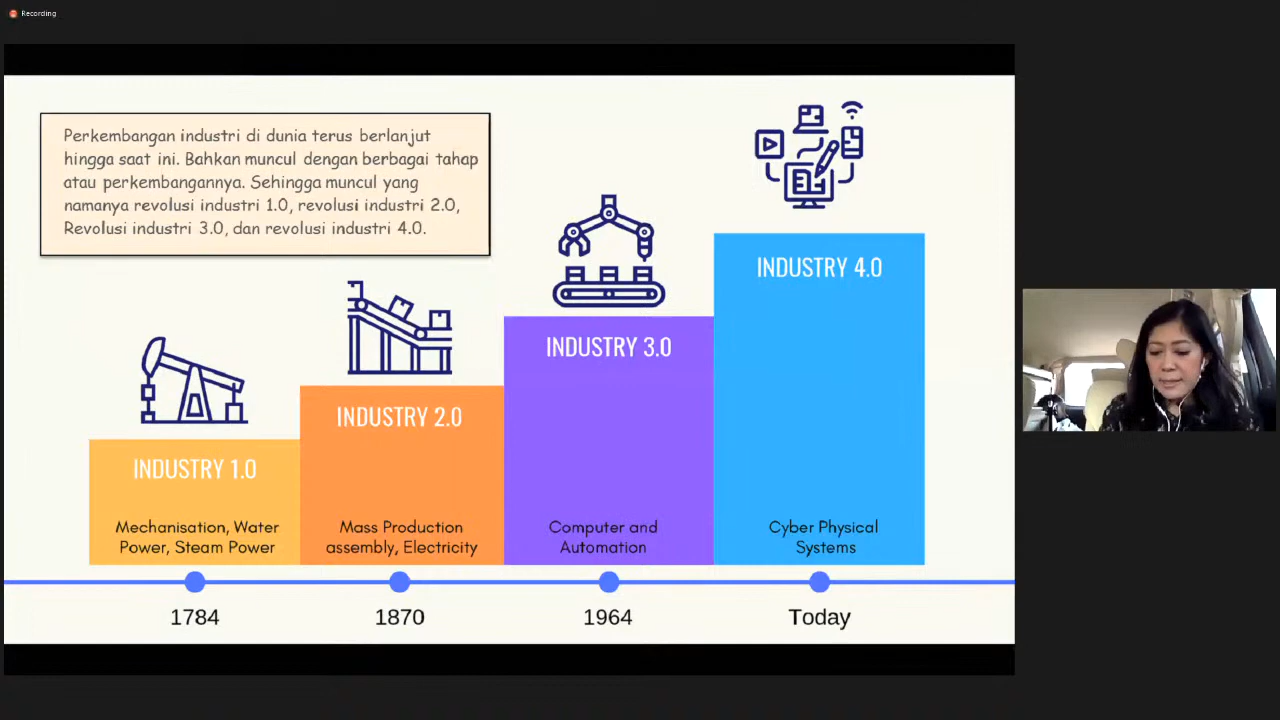 Recording
Perkembangan industri di dunia terus berlanjut
hingga saat ini. Bahkan muncul dengan berbagai tahap
atau perkembangannya. Sehingga muncul yang
namanya revolusi industri 1.0, revolusi industri 2.0,
Revolusi industri 3.0, dan revolusi industri 4.0.
INDUSTRY 1.0
Mechanisation, Water
Power, Steam Power
1784
INDUSTRY 2.0
Mass Production
assembly, Electricity
1870
INDUSTRY 3.0
Computer and
Automation
1964
INDUSTRY 4.0
Cyber Physical
Systems
Today